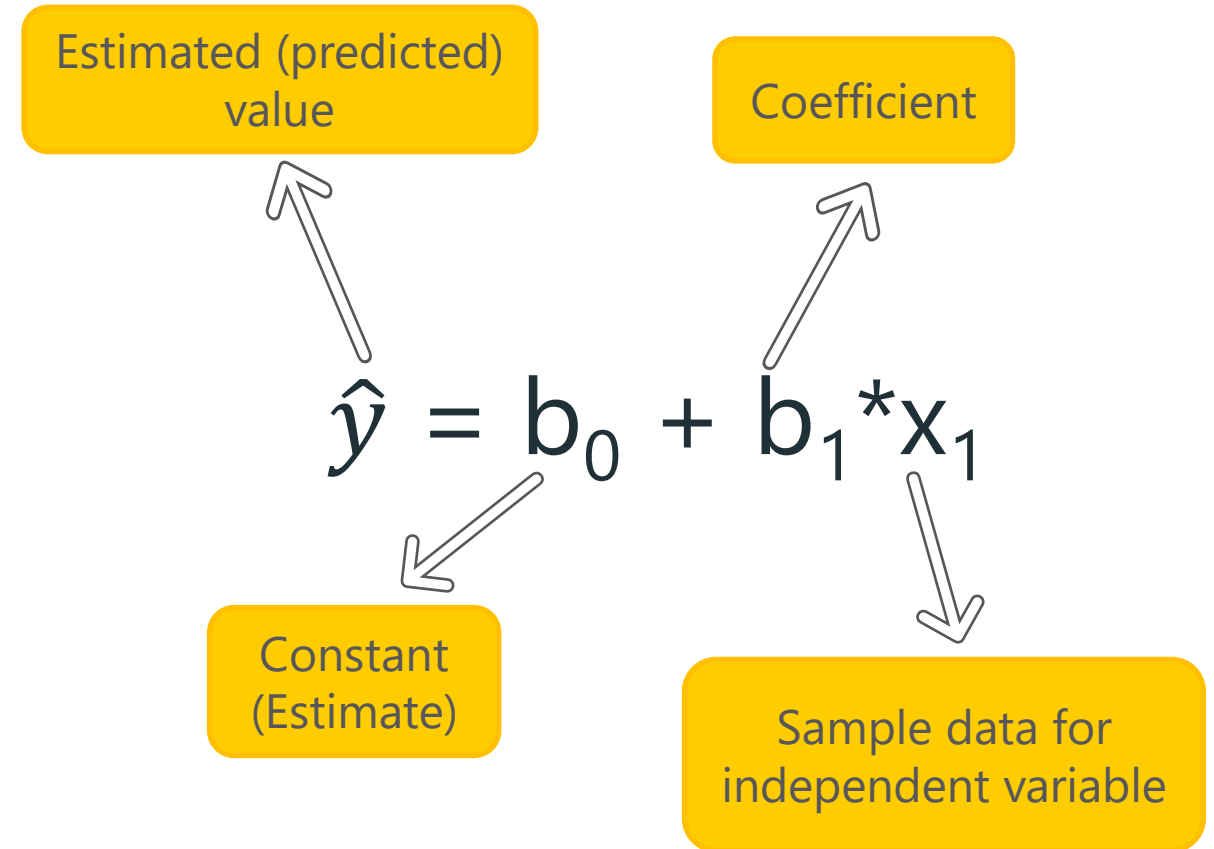 Estimated (predicted)
value
Coefficient
ŷ = b₀ + b₁*x₁
Constant
(Estimate)
Sample data for
independent variable